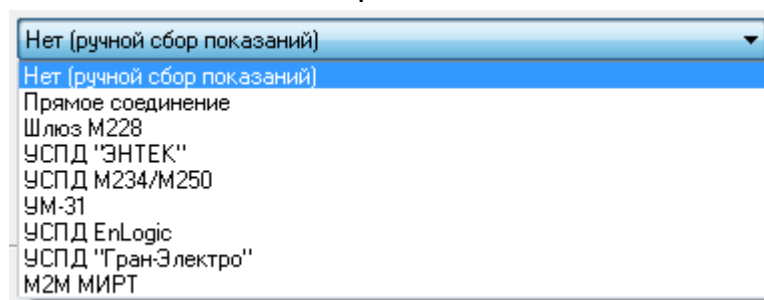 Нет (ручной сбор показаний)
Нет (ручной сбор показаний)
Прямое соединение
Шлюз М228
УСПД "ЭНТЕК"
УСПД М234/М250
УМ-31
УСПД EnLogic
УСПД "Гран-Электро"
М2М МИРТ